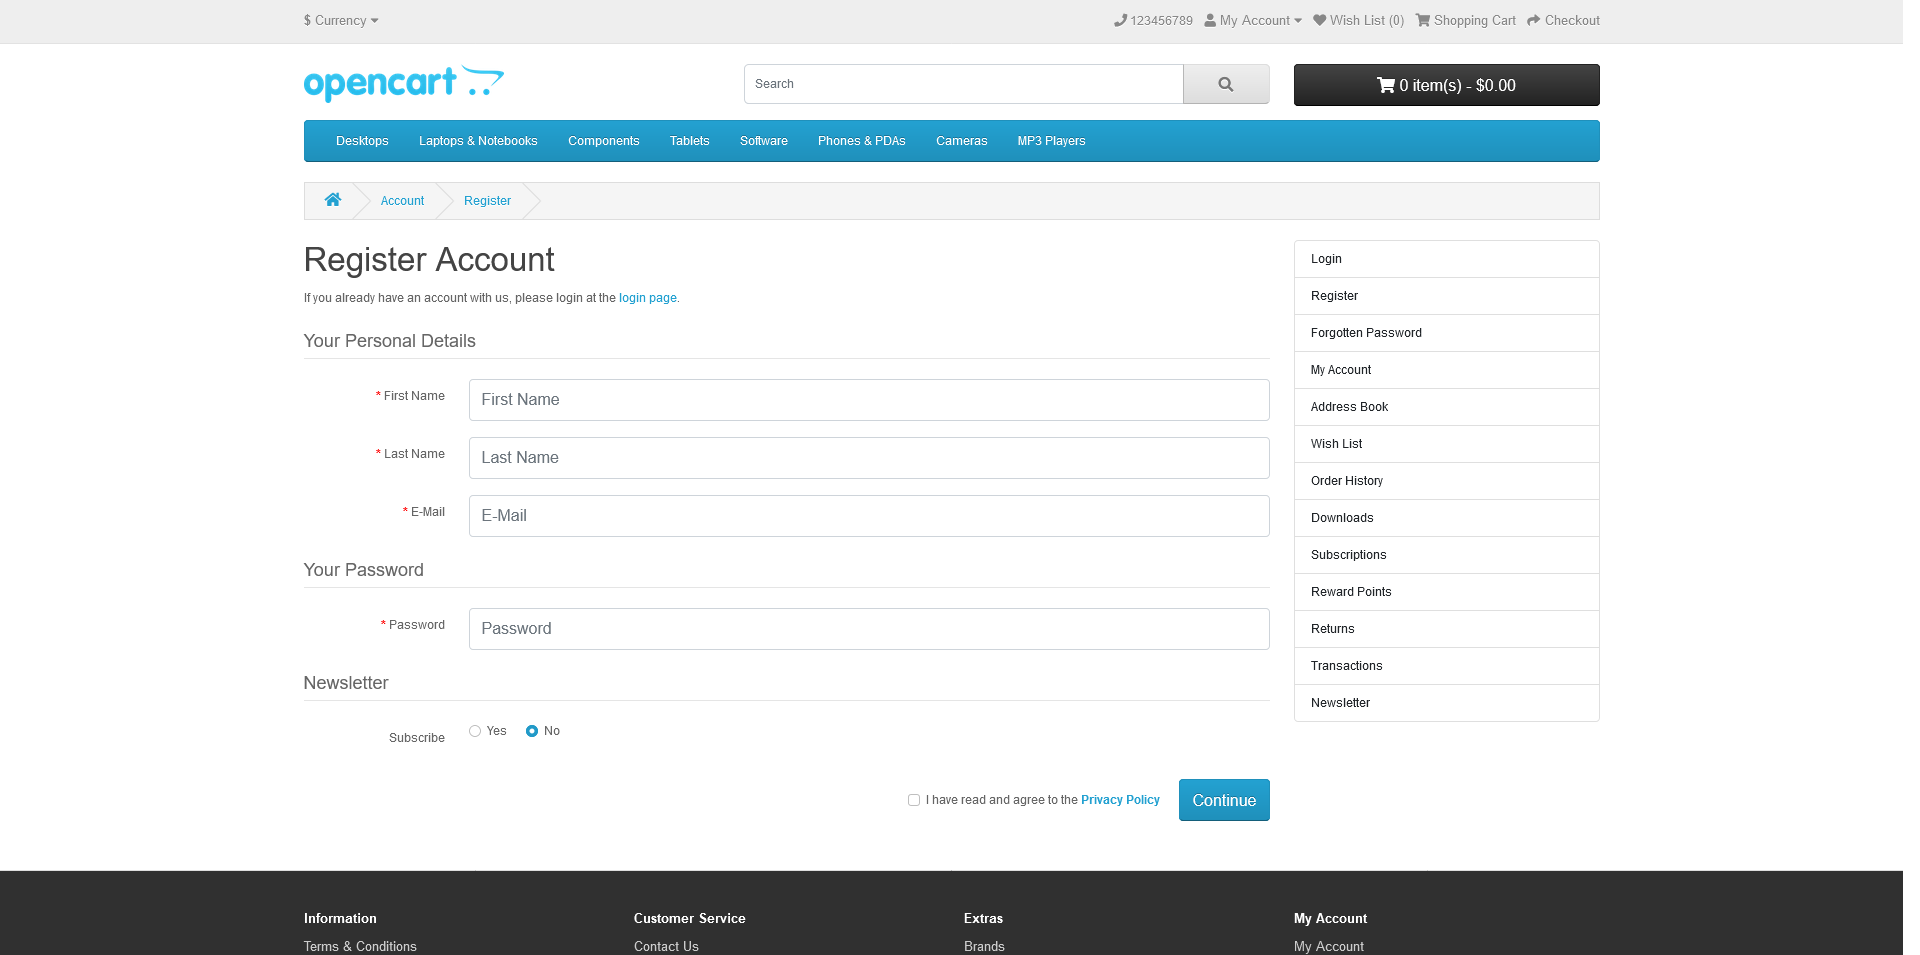 $ Currency
123456789 My Account Wish List (0) Shopping Cart Checkout
opencart
Search
0 item(s) - $0.00
Desktops Laptops & Notebooks Components Tablets Software Phones & PDAs Cameras MP3 Players
Account Register
Register Account
If you already have an account with us, please login at the login page.
Your Personal Details
* First Name
First Name
* Last Name
Last Name
* E-Mail
E-Mail
Your Password
* Password
Password
Newsletter
Subscribe
Yes No
I have read and agree to the Privacy Policy
Continue
Login
Register
Forgotten Password
My Account
Address Book
Wish List
Order History
Downloads
Subscriptions
Reward Points
Returns
Transactions
Newsletter
Information
Terms & Conditions
Customer Service
Contact Us
Extras
Brands
My Account
My Account